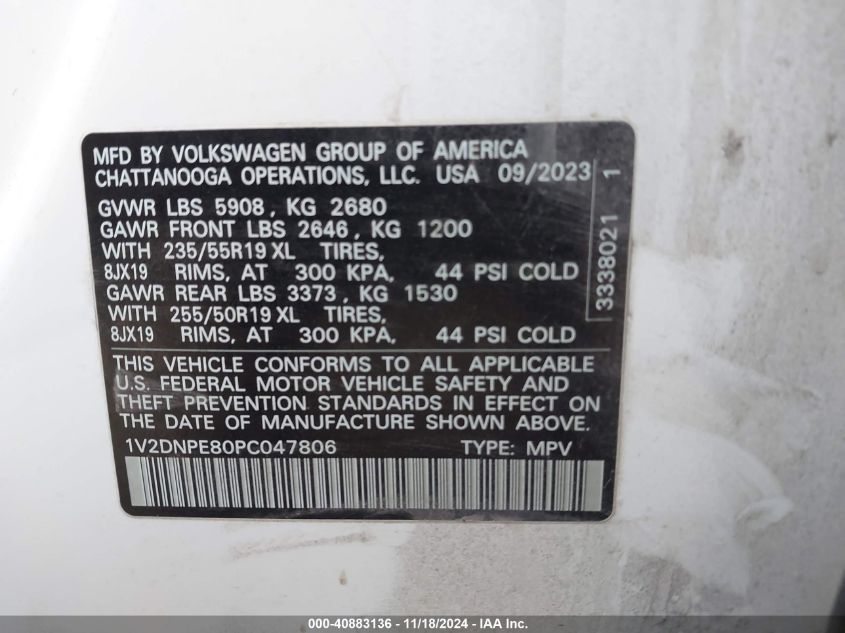 MFD BY VOLKSWAGEN GROUP OF AMERICA
CHATTANOOGA OPERATIONS, LLC. USA 09/2023
GVWR LBS 5908, KG 2680
GAWR FRONT LBS 2646, KG 1200
WITH 235/55R19 XL TIRES,
8JX19 RIMS, AT 300 KPA, 44 PSI COLD
GAWR REAR LBS 3373, KG 1530
WITH 255/50R19 XL TIRES,
8JX19 RIMS, AT 300 KPA, 44 PSI COLD
3338021 1
THIS VEHICLE CONFORMS TO ALL APPLICABLE
U.S. FEDERAL MOTOR VEHICLE SAFETY AND
THEFT PREVENTION STANDARDS IN EFFECT ON
THE DATE OF MANUFACTURE SHOWN ABOVE.
1V2DNPE80PC047806 TYPE: MPV
000-40883136 - 11/18/2024 - IAA, Inc.